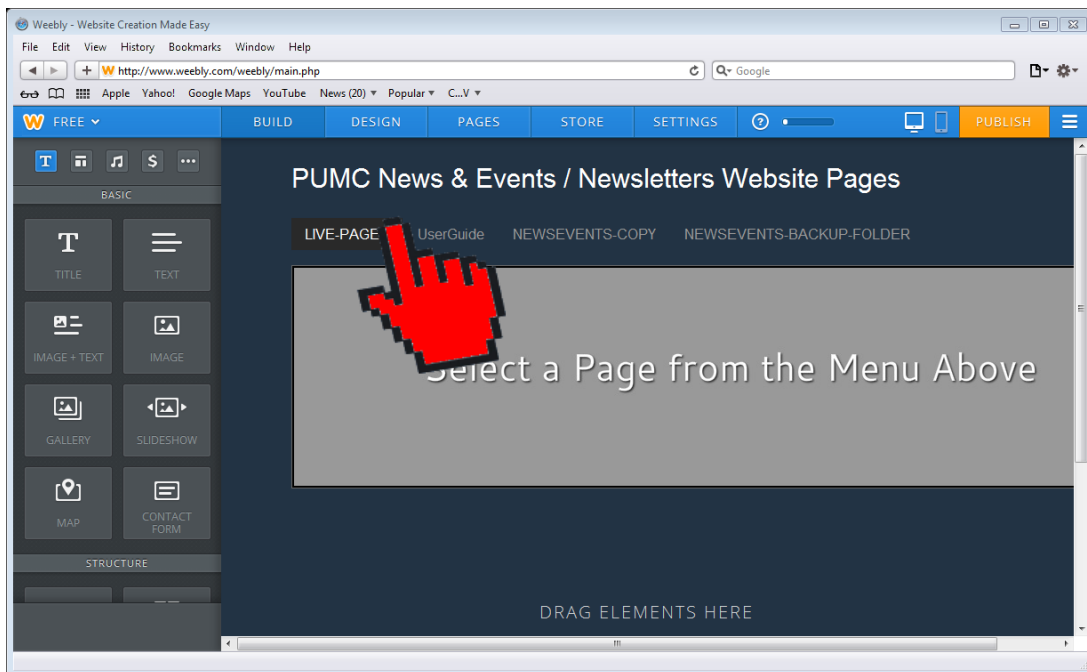 Weebly - Website Creation Made Easy
File Edit View History Bookmarks Window Help
http://www.weebly.com/weebly/main.php Google
Apple Yahoo! Google Maps YouTube News (20) Popular C...V
FREE BUILD DESIGN PAGES STORE SETTINGS PUBLISH
BASIC
TITLE TEXT
IMAGE + TEXT IMAGE
GALLERY SLIDESHOW
MAP CONTACT FORM
STRUCTURE
PUMC News & Events / Newsletters Website Pages
LIVE-PAGE UserGuide NEWSEVENTS-COPY NEWSEVENTS-BACKUP-FOLDER
Select a Page from the Menu Above
DRAG ELEMENTS HERE